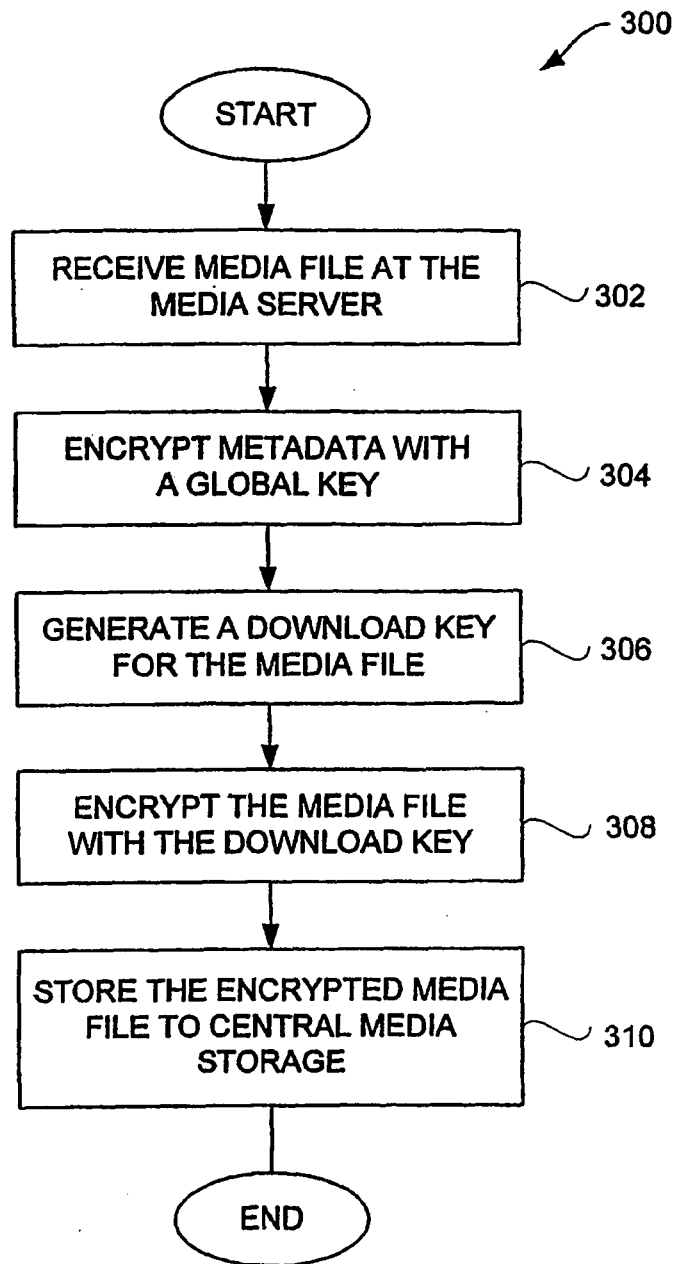 300
START
RECEIVE MEDIA FILE AT THE
MEDIA SERVER
302
ENCRYPT METADATA WITH
A GLOBAL KEY
304
GENERATE A DOWNLOAD KEY
FOR THE MEDIA FILE
306
ENCRYPT THE MEDIA FILE
WITH THE DOWNLOAD KEY
308
STORE THE ENCRYPTED MEDIA
FILE TO CENTRAL MEDIA
STORAGE
310
END